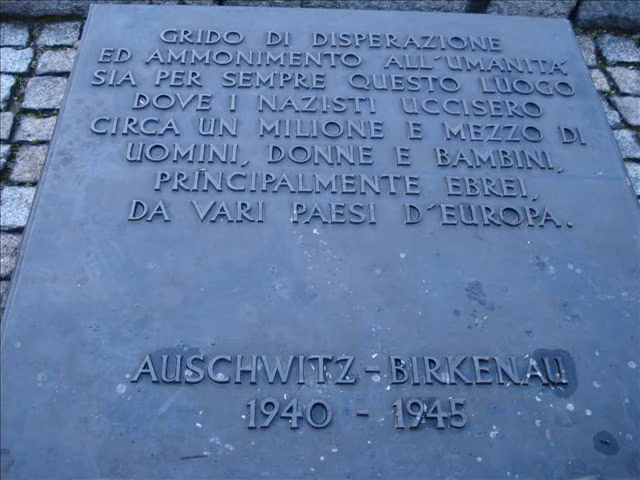 GRIDO DI DISPERAZIONE
ED AMMONIMENTO ALL'UMANITÀ
SIA PER SEMPRE QUESTO LUOGO
DOVE I NAZISTI UCCISERO
CIRCA UN MILIONE E MEZZO DI
UOMINI, DONNE E BAMBINI,
PRINCIPALMENTE EBREI,
DA VARI PAESI D'EUROPA.
AUSCHWITZ - BIRKENAU
1940 - 1945